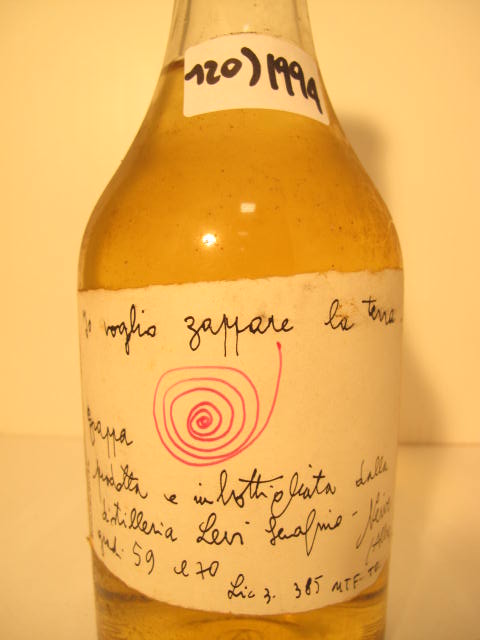 120) 1994
Io voglio zappare la terra
Grappa
prodotta e imbottigliata dalla
distilleria Levi Serafino -
gradi 59 cl 70
Lic z. 385 UTF. TO